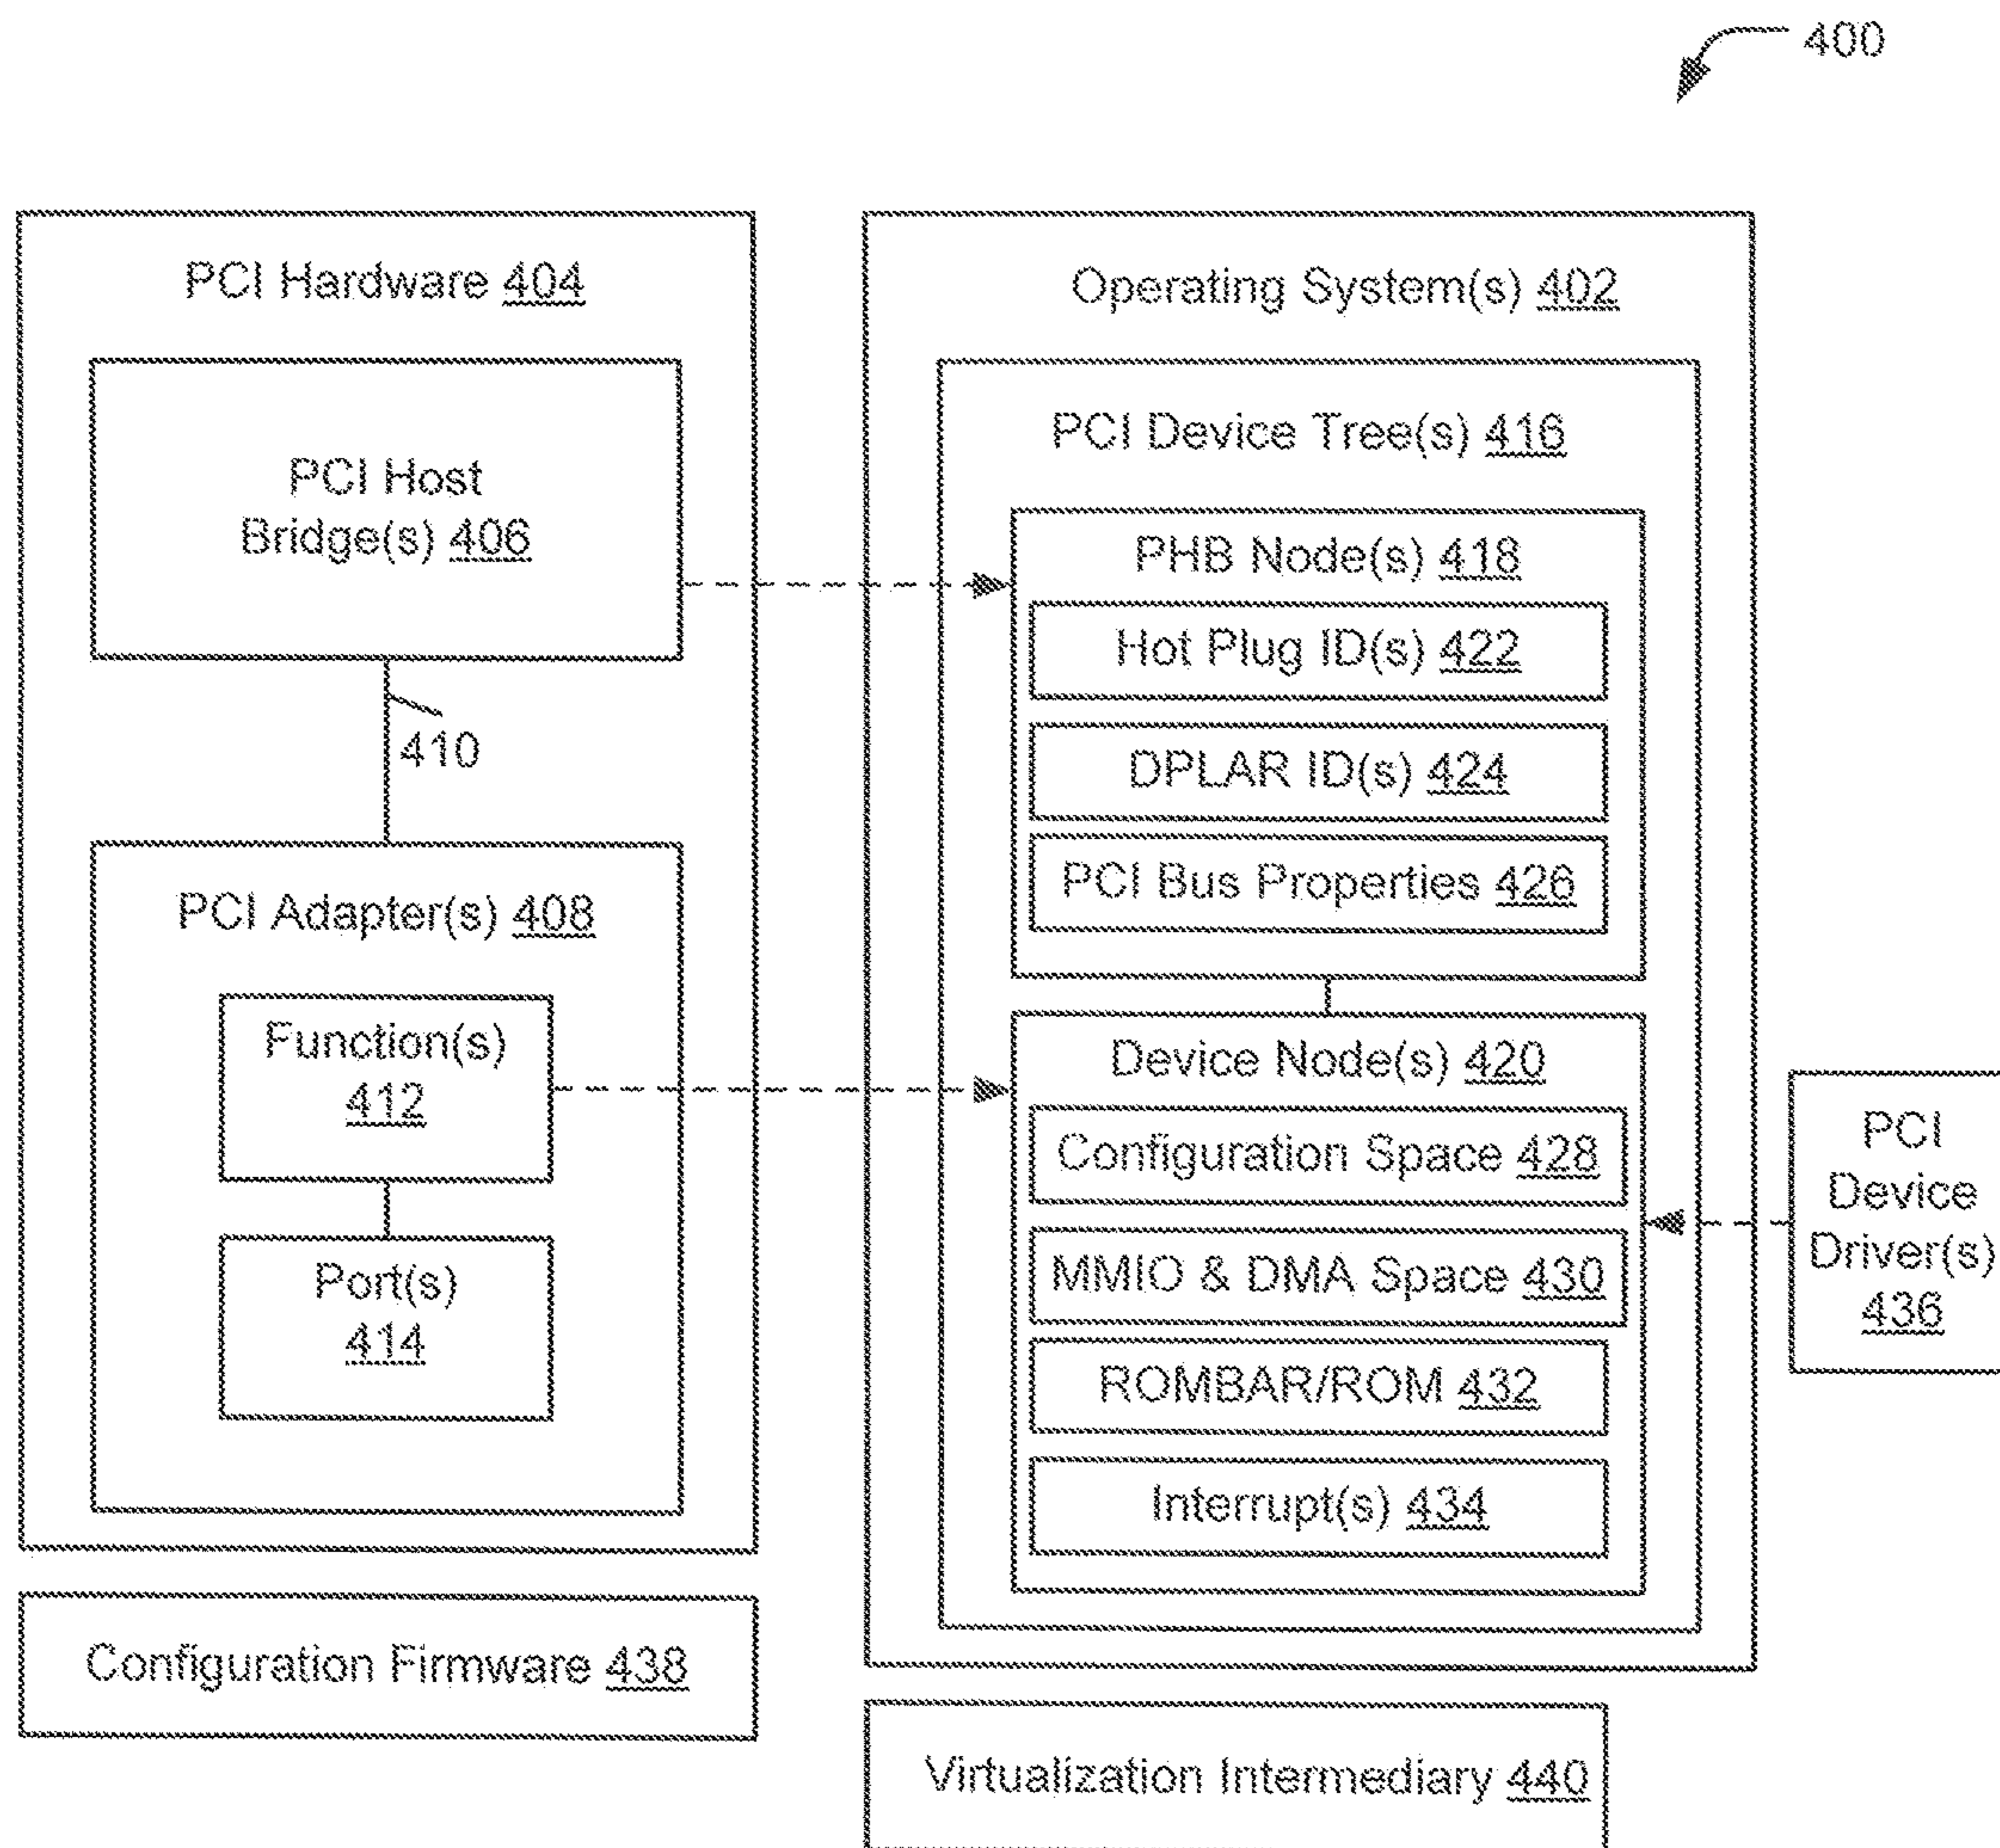 400
PCI Hardware 404
PCI Host
Bridge(s) 406
410
PCI Adapter(s) 408
Function(s)
412
Port(s)
414
Configuration Firmware 438
Operating System(s) 402
PCI Device Tree(s) 416
PHB Node(s) 418
Hot Plug ID(s) 422
DPLAR ID(s) 424
PCI Bus Properties 426
Device Node(s) 420
Configuration Space 428
MMIO & DMA Space 430
ROMBAR/ROM 432
Interrupt(s) 434
PCI
Device
Driver(s)
436
Virtualization Intermediary 440